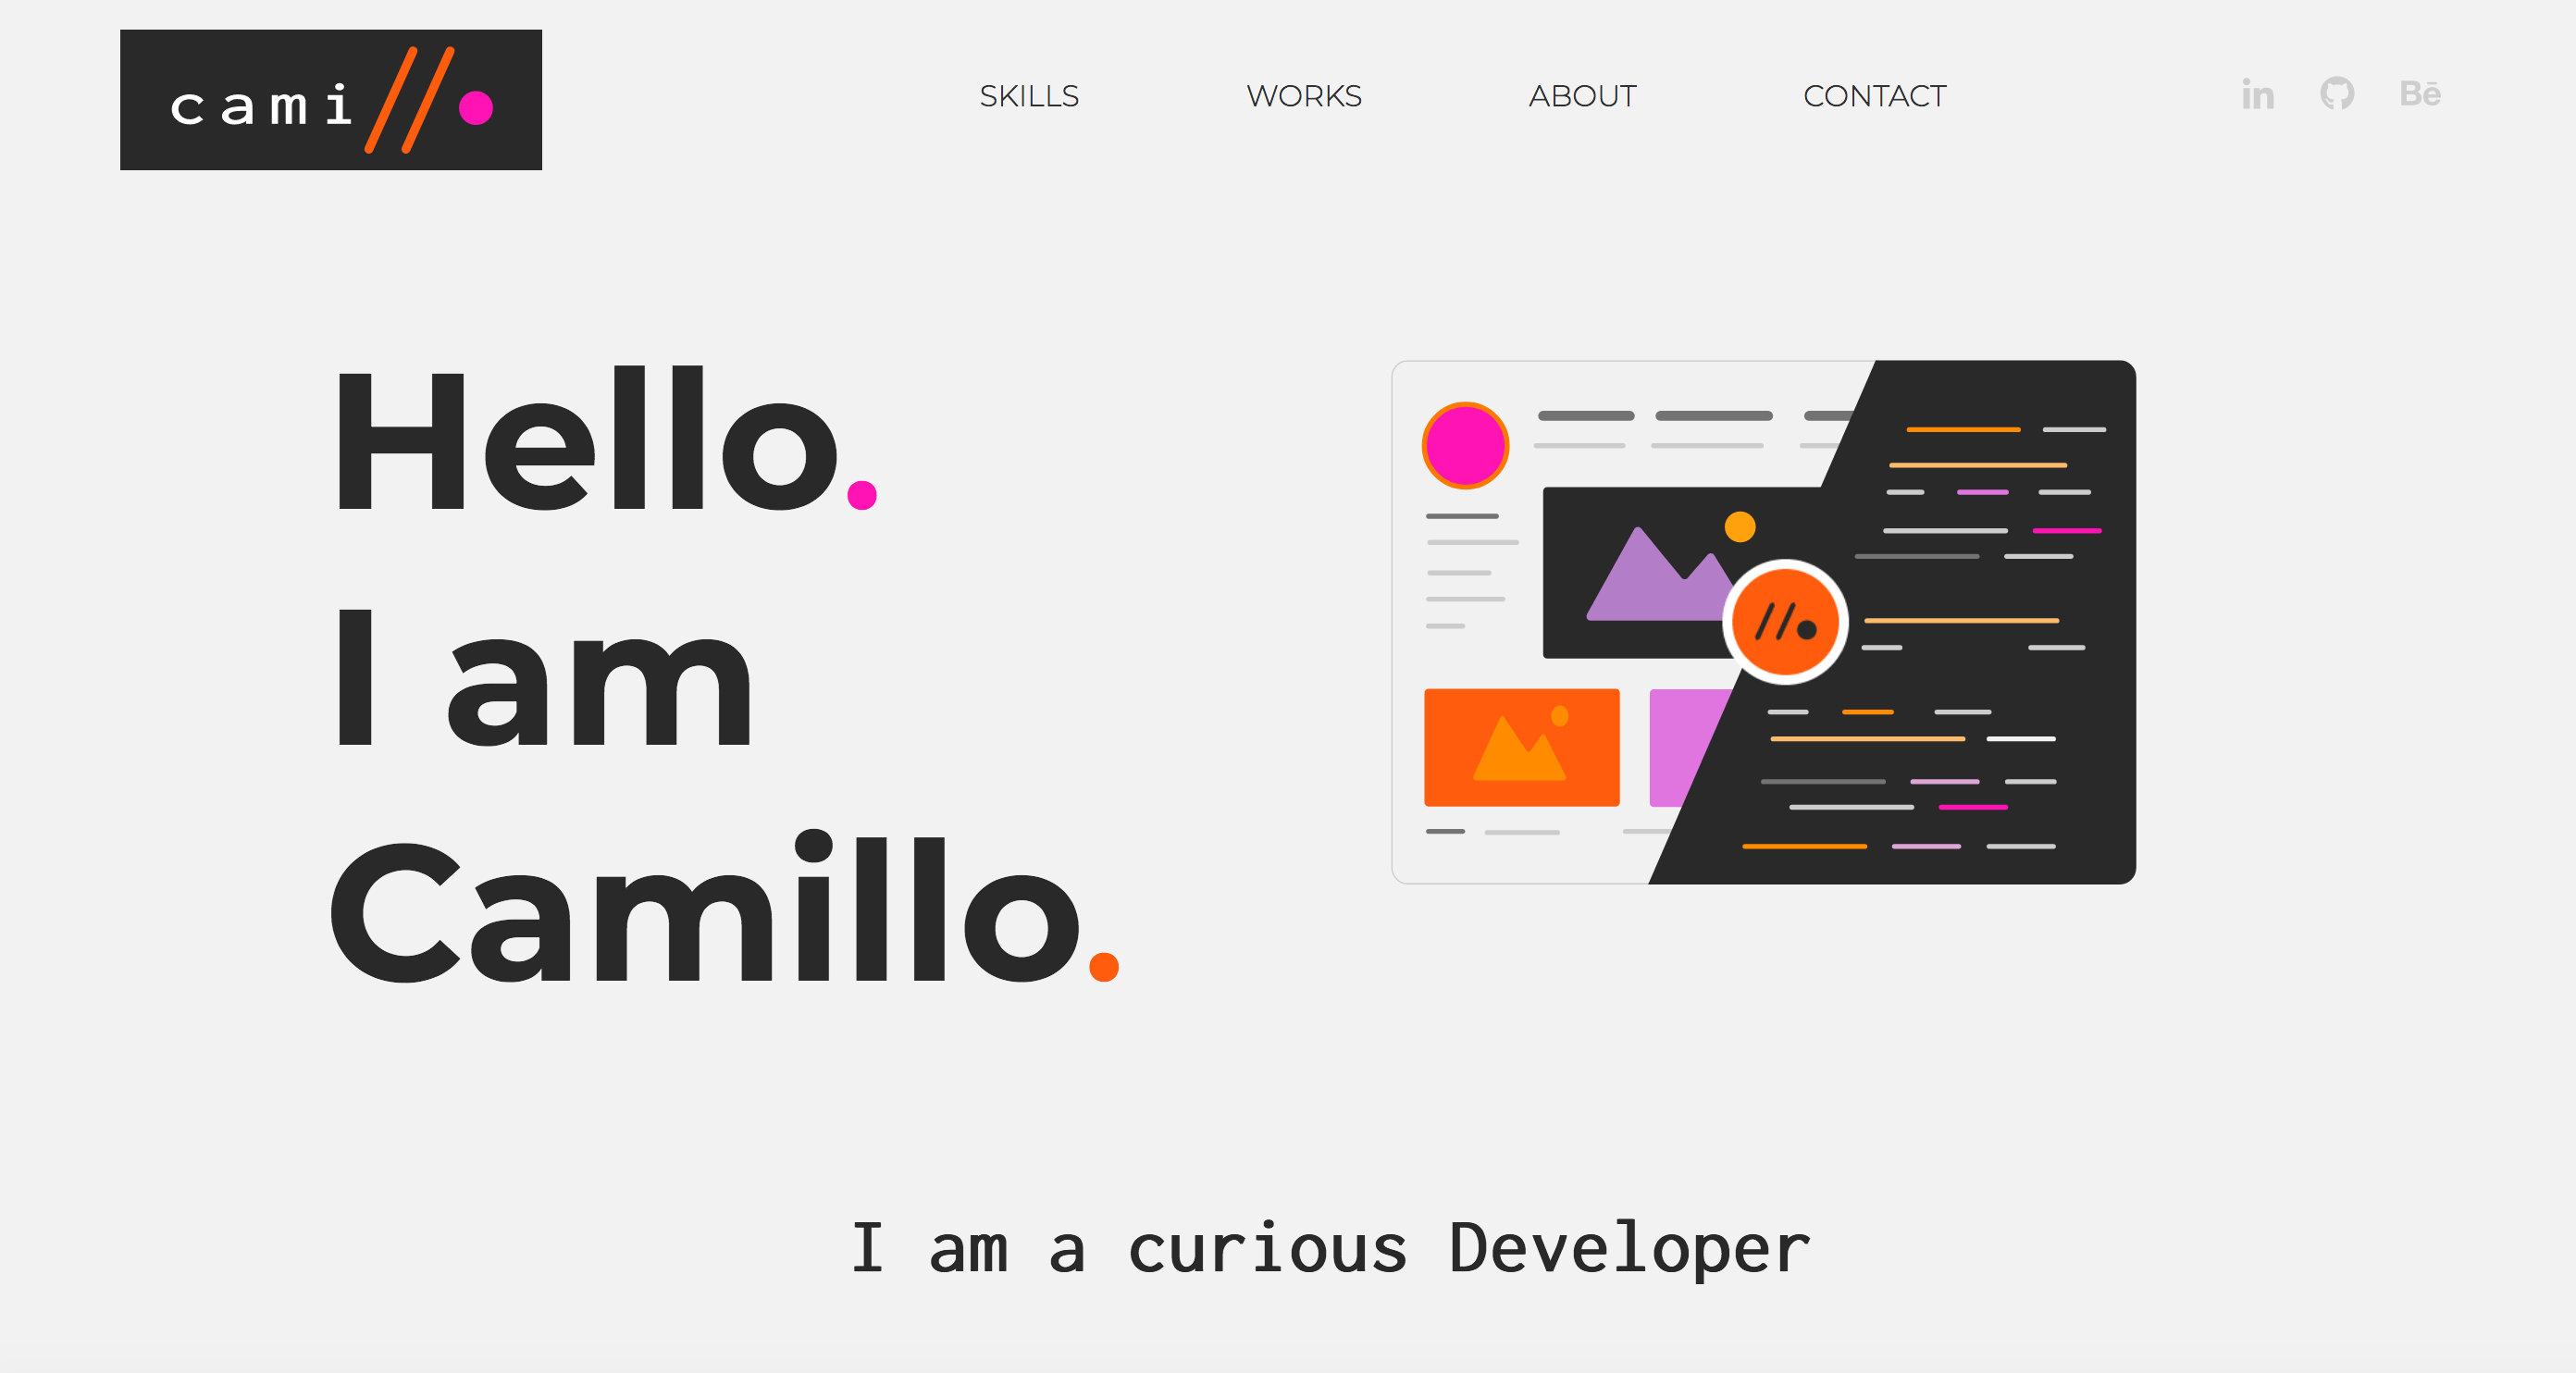 cami//●
SKILLS
WORKS
ABOUT
CONTACT
in
Bē
Hello.
I am
Camillo.
I am a curious Developer